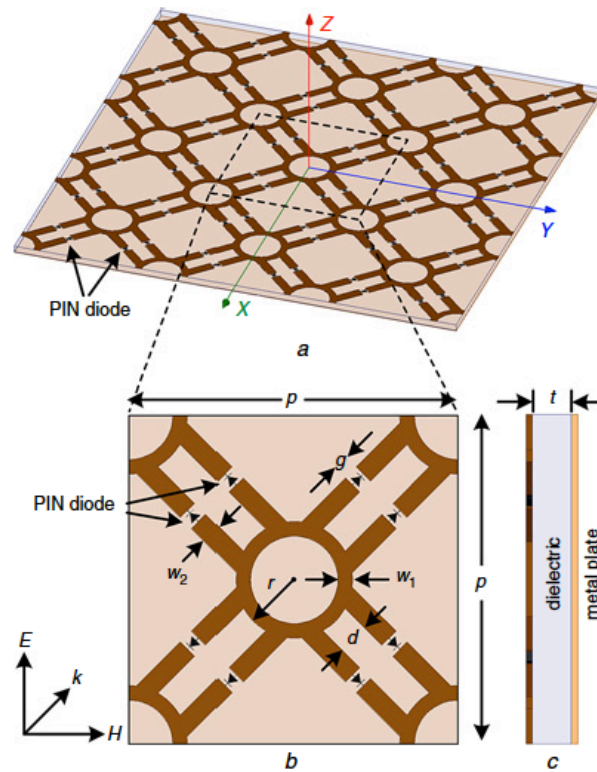 Z
Y
X
PIN diode
a
p
t
g
PIN diode
w2
r
w1
p
d
dielectric
metal plate
E
k
H
b
c